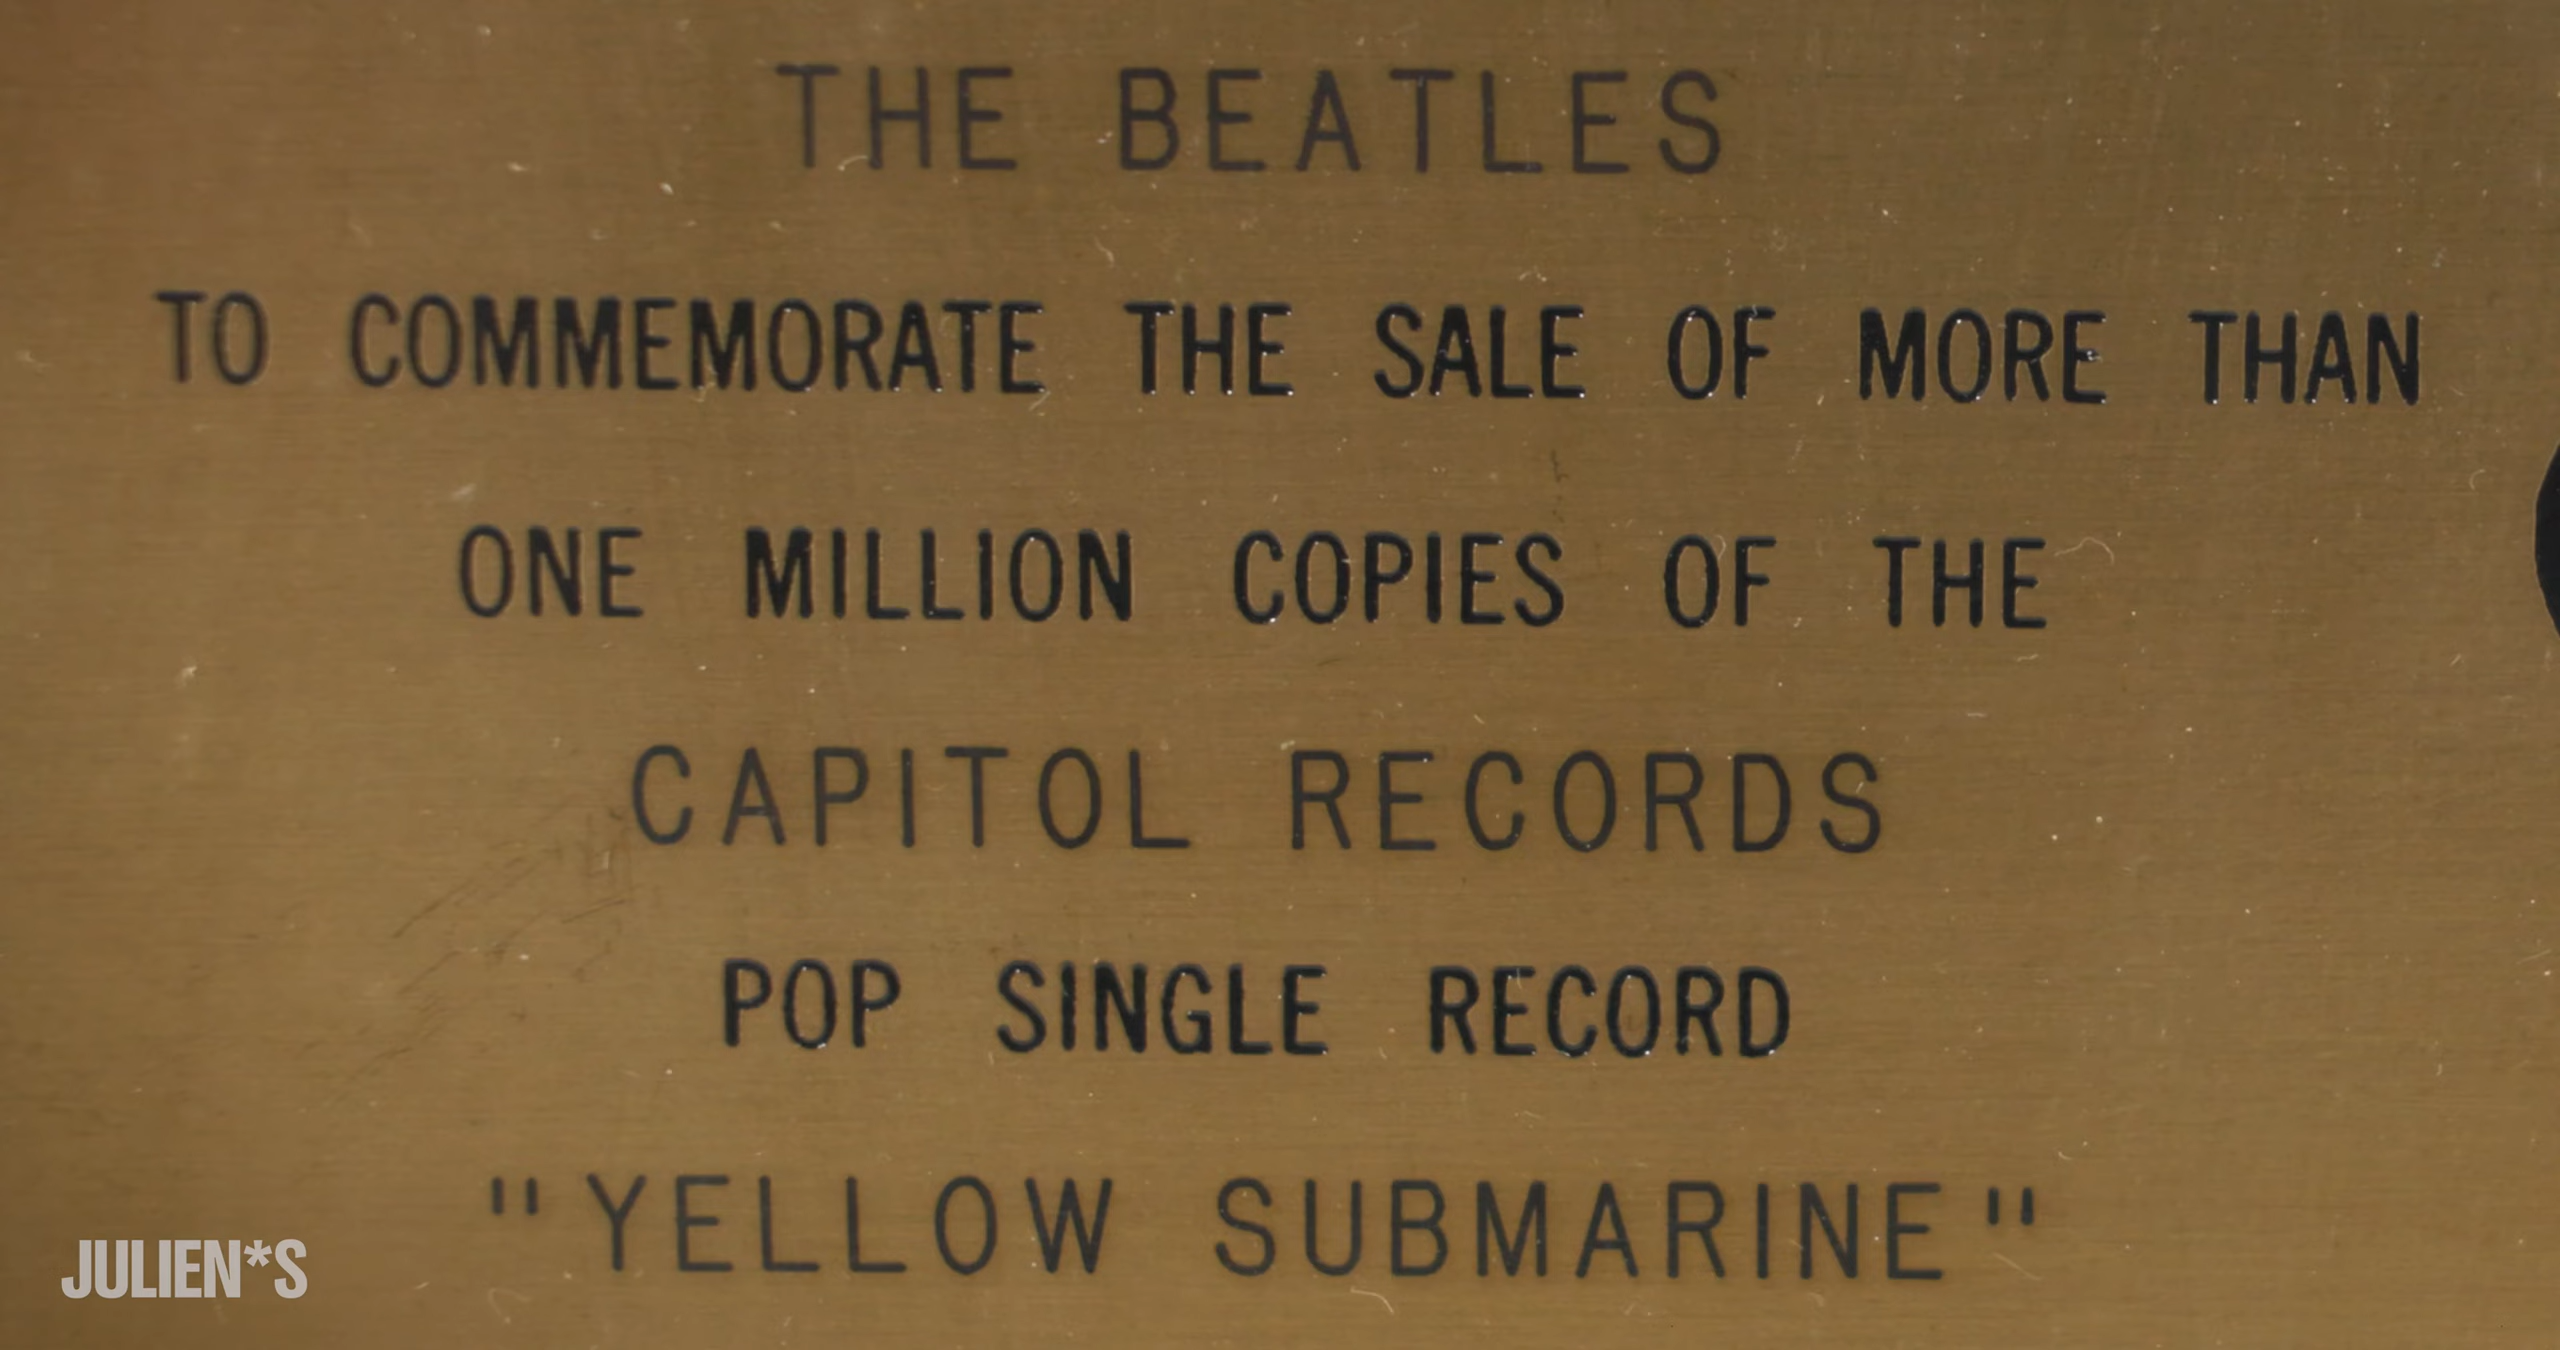 THE BEATLES
TO COMMEMORATE THE SALE OF MORE THAN
ONE MILLION COPIES OF THE
CAPITOL RECORDS
POP SINGLE RECORD
"YELLOW SUBMARINE"
JULIEN*S